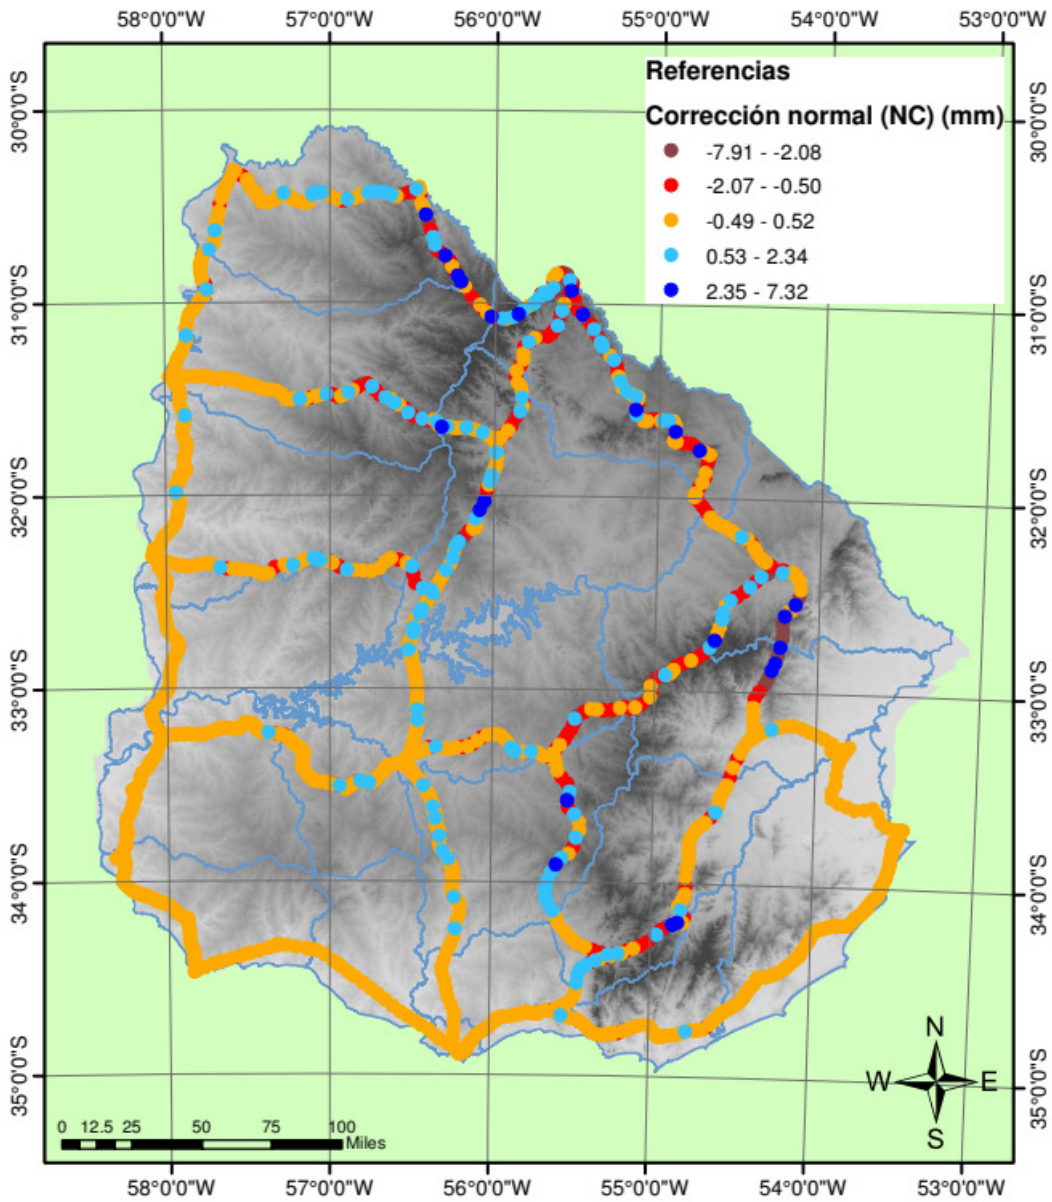 58°0'0"W 57°0'0"W 56°0'0"W 55°0'0"W 54°0'0"W 53°0'0"W
Referencias
Corrección normal (NC) (mm)
-7.91 - -2.08
-2.07 - -0.50
-0.49 - 0.52
0.53 - 2.34
2.35 - 7.32
30°0'0"S
31°0'0"S
32°0'0"S
33°0'0"S
34°0'0"S
35°0'0"S
30°0'0"S
31°0'0"S
32°0'0"S
33°0'0"S
34°0'0"S
35°0'0"S
N
W E
S
0 12.5 25 50 75 100
Miles
58°0'0"W 57°0'0"W 56°0'0"W 55°0'0"W 54°0'0"W 53°0'0"W